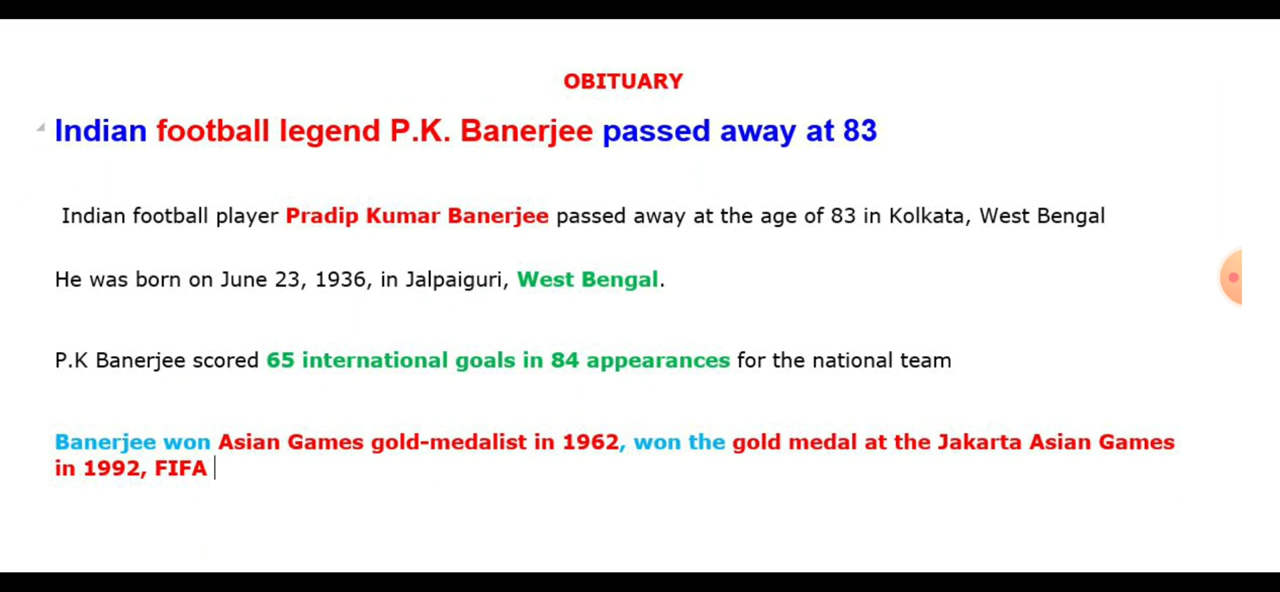 OBITUARY
Indian football legend P.K. Banerjee passed away at 83
Indian football player Pradip Kumar Banerjee passed away at the age of 83 in Kolkata, West Bengal
He was born on June 23, 1936, in Jalpaiguri, West Bengal.
P.K Banerjee scored 65 international goals in 84 appearances for the national team
Banerjee won Asian Games gold-medalist in 1962, won the gold medal at the Jakarta Asian Games
in 1992, FIFA